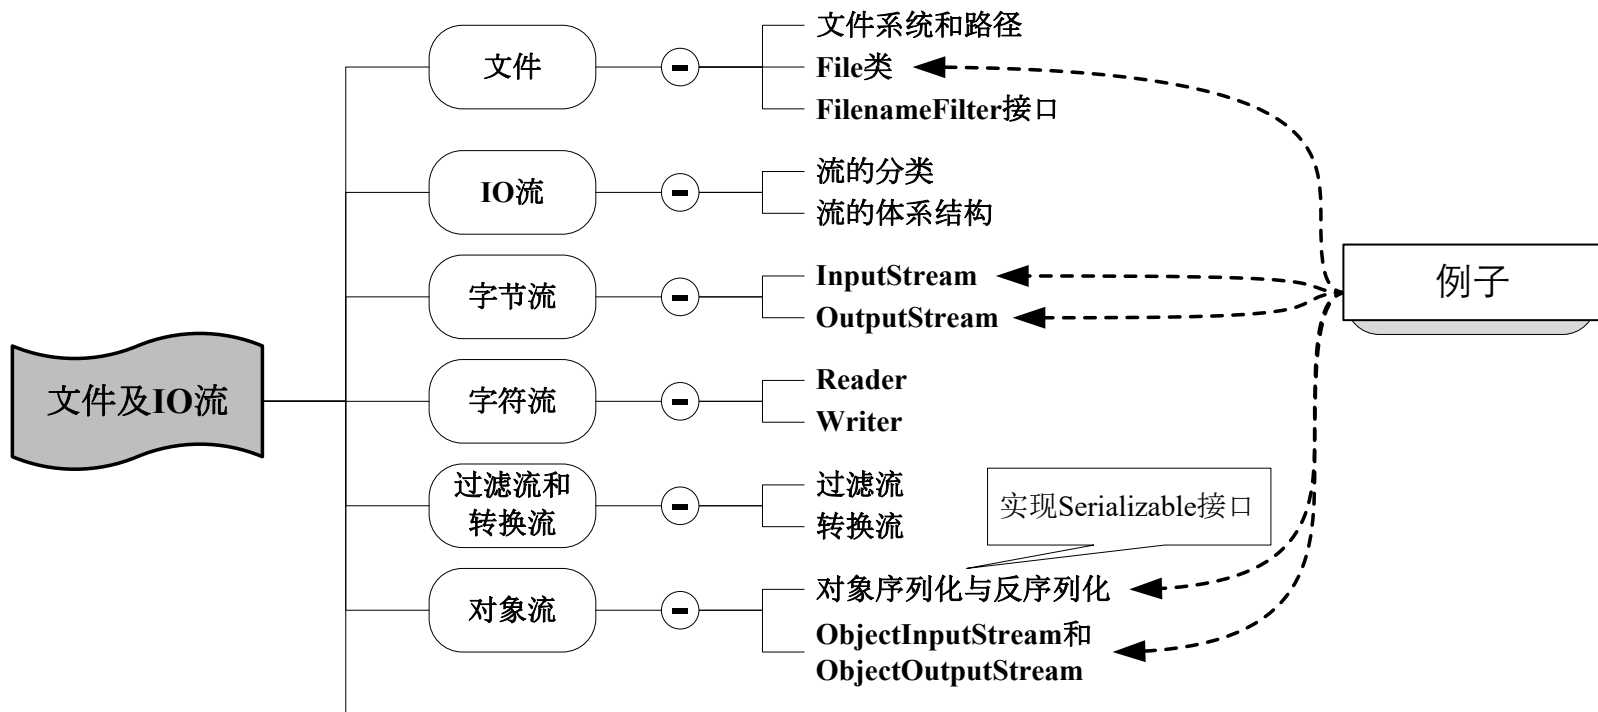 文件及IO流
文件
文件系统和路径
File类
FilenameFilter接口
IO流
流的分类
流的体系结构
字节流
InputStream
OutputStream
字符流
Reader
Writer
过滤流和
转换流
过滤流
转换流
对象流
实现Serializable接口
对象序列化与反序列化
ObjectInputStream和
ObjectOutputStream
例子